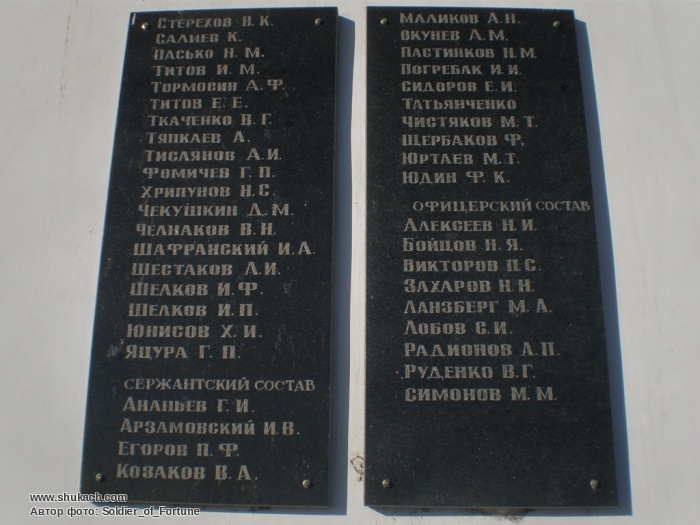 Стерехов Н. К.
Салиев К.
Пасько Н. М.
Титов И. М.
Тормосин А. Ф.
Титов Е. Е.
Ткаченко В. Г.
Тяпкаев А.
Тислянов А. И.
Фомичев Г. П.
Хрипунов Н. С.
Чекушкин Д. М.
Челнаков В. Н.
Шафранский И. А.
Шестаков А. И.
Шелков И. Ф.
Шелков И. П.
Юнисов Х. И.
Яцура Г. П.
СЕРЖАНТСКИЙ СОСТАВ
Ананьев Г. И.
Арзамовский И. В.
Егоров П. Ф.
Козаков В. А.
Маликов А. Н.
Окунев А. М.
Пастинков Н. М.
Погребак И. И.
Сидоров Е. И.
Татьянченко
Чистяков М. Т.
Щербаков Ф.
Юртаев М. Т.
Юдин Ф. К.
ОФИЦЕРСКИЙ СОСТАВ
Алексеев Н. И.
Бойцов Н. Я.
Викторов П. С.
Захаров Н. Н.
Ланзберг М. А.
Лобов С. И.
Радионов А. П.
Руденко В. Г.
Симонов М. М.
www.shukach.com
Автор фото: Soldier_of_Fortune